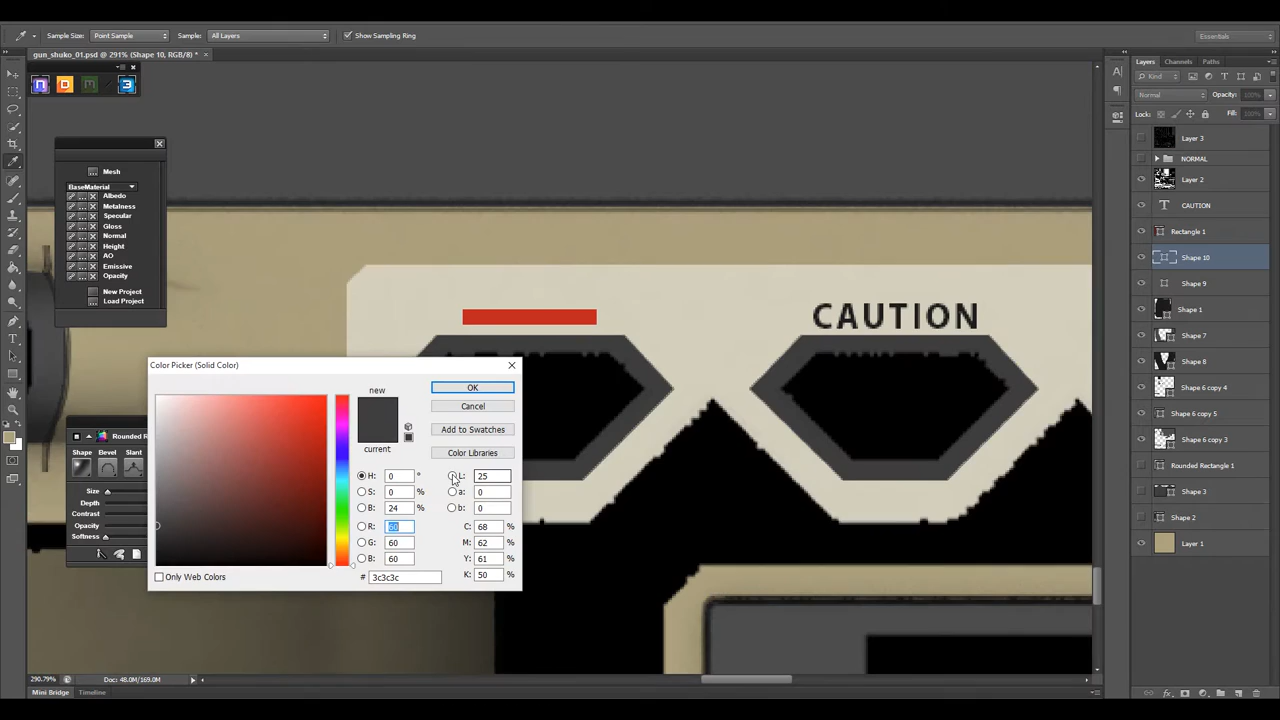 Sample Size: Point Sample Sample: All Layers Show Sampling Ring Essentials
gun_shuko_01.psd @ 291% (Shape 10, RGB/8) * ×
Layers Channels Paths
Kind
Normal Opacity: 100%
Lock: Fill: 100%
Layer 3
NORMAL
Layer 2
CAUTION
Rectangle 1
Shape 10
Shape 9
Shape 1
Shape 7
Shape 8
Shape 6 copy 4
Shape 6 copy 5
Shape 6 copy 3
Rounded Rectangle 1
Shape 3
Shape 2
Layer 1
Mesh
BaseMaterial
Albedo
Metalness
Specular
Gloss
Normal
Height
AO
Emissive
Opacity
New Project
Load Project
CAUTION
Rounded R
Shape Bevel Slant
Size
Depth
Contrast
Opacity
Softness
Color Picker (Solid Color)
new
current
OK
Cancel
Add to Swatches
Color Libraries
H: 0 ° L: 25
S: 0 % a: 0
B: 24 % b: 0
R: 60 C: 68 %
G: 60 M: 62 %
B: 60 Y: 61 %
# 3c3c3c K: 50 %
Only Web Colors
290.79% Doc: 48.0M/169.0M
Mini Bridge Timeline